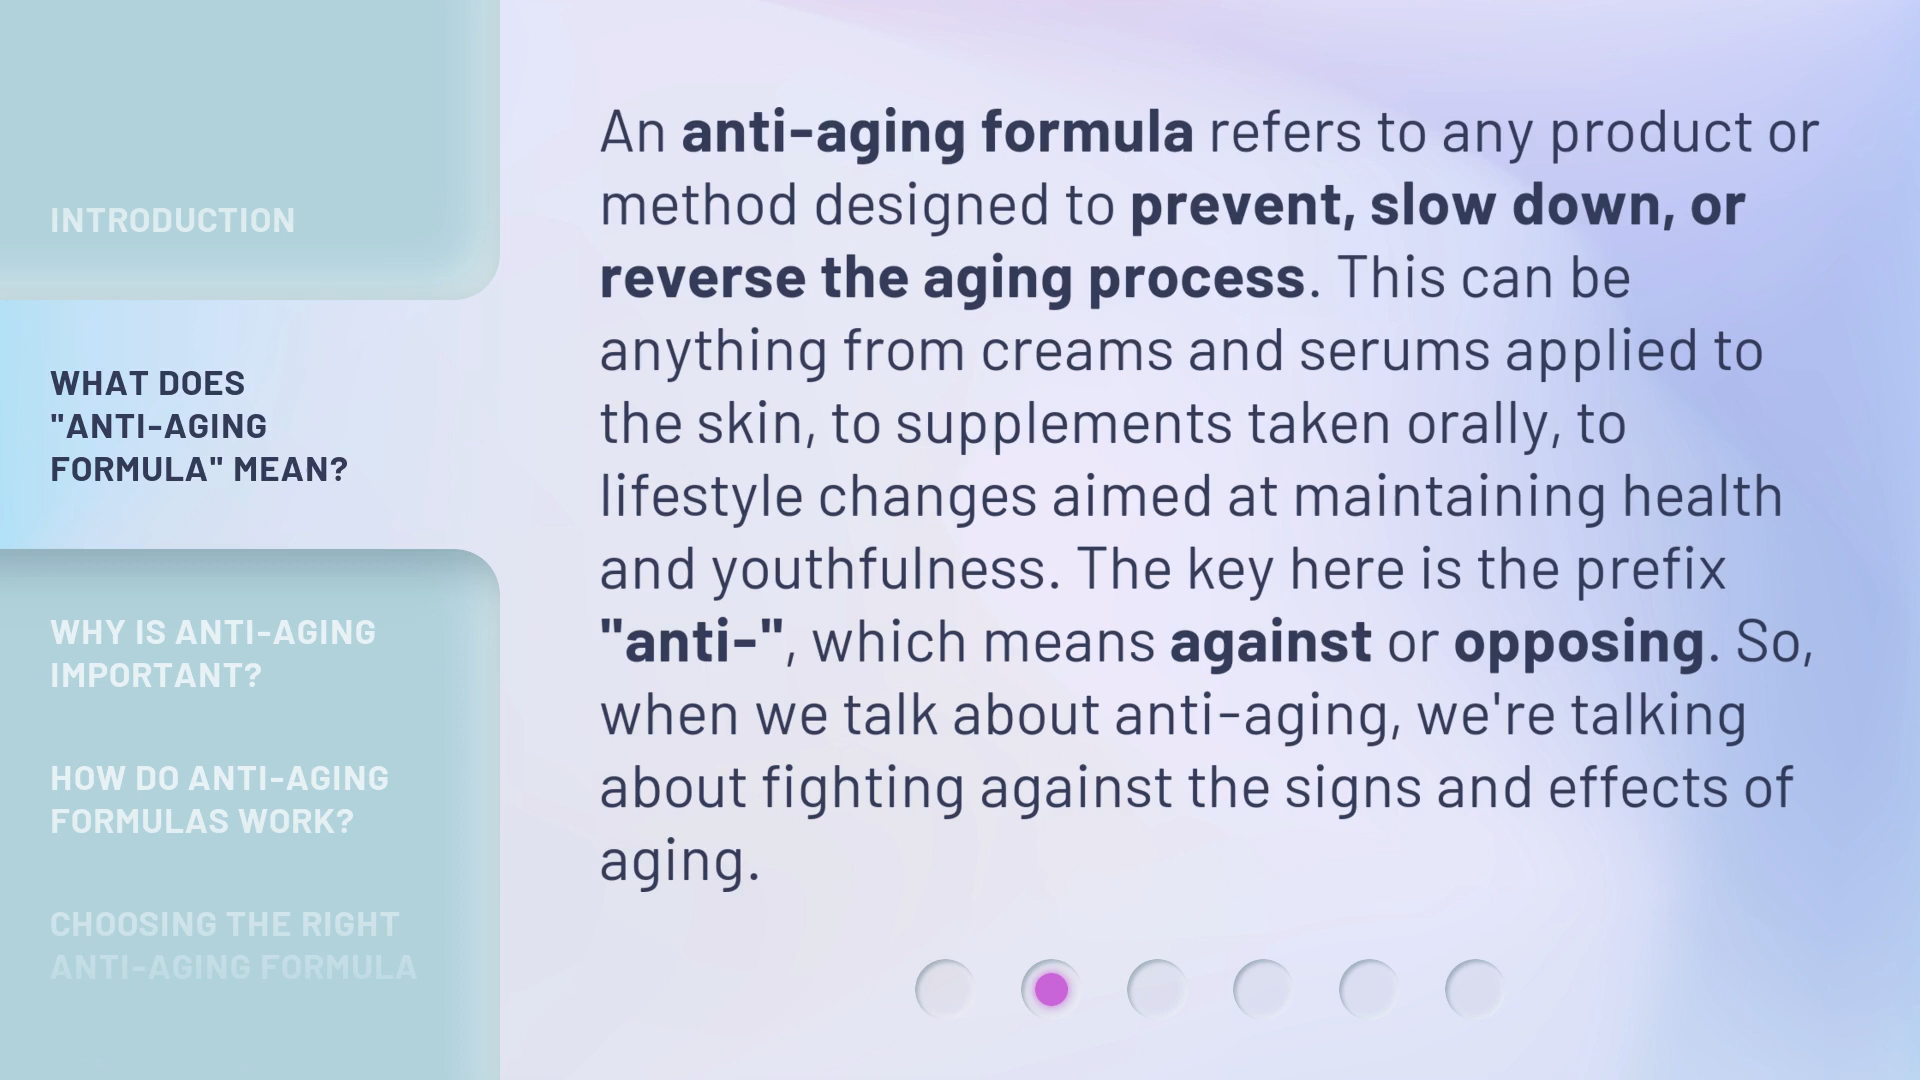 INTRODUCTION
WHAT DOES
"ANTI-AGING
FORMULA" MEAN?
WHY IS ANTI-AGING
IMPORTANT?
HOW DO ANTI-AGING
FORMULAS WORK?
CHOOSING THE RIGHT
ANTI-AGING FORMULA
An anti-aging formula refers to any product or
method designed to prevent, slow down, or
reverse the aging process. This can be
anything from creams and serums applied to
the skin, to supplements taken orally, to
lifestyle changes aimed at maintaining health
and youthfulness. The key here is the prefix
"anti-", which means against or opposing. So,
when we talk about anti-aging, we're talking
about fighting against the signs and effects of
aging.